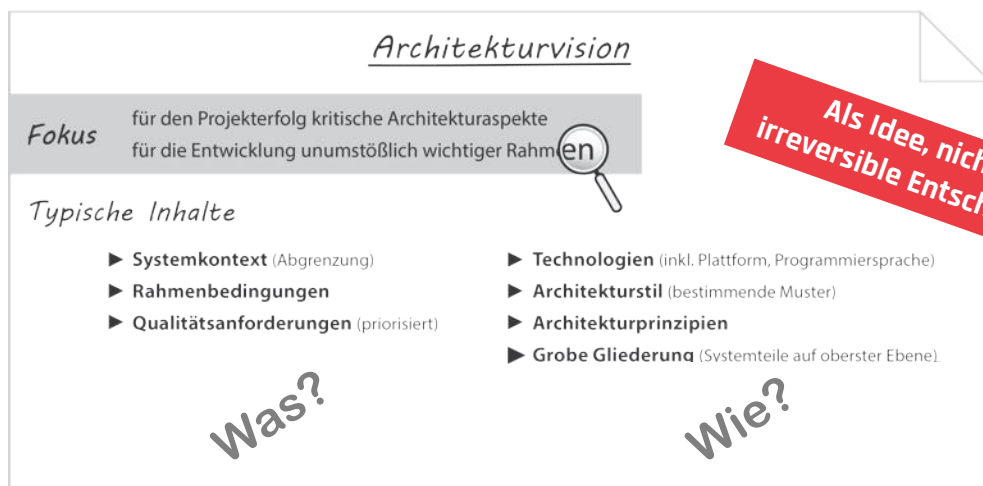 Architekturvision
Fokus
für den Projekterfolg kritische Architekturaspekte
für die Entwicklung unumstößlich wichtiger Rahmen
Als Idee,
irreversible
Typische Inhalte
► Systemkontext (Abgrenzung)
► Rahmenbedingungen
► Qualitätsanforderungen (priorisiert)
Was?
► Technologien (inkl. Plattform, Programmiersprache)
► Architekturstil (bestimmende Muster)
► Architekturprinzipien
► Grobe Gliederung (Systemteile auf oberster Ebene)
Wie?